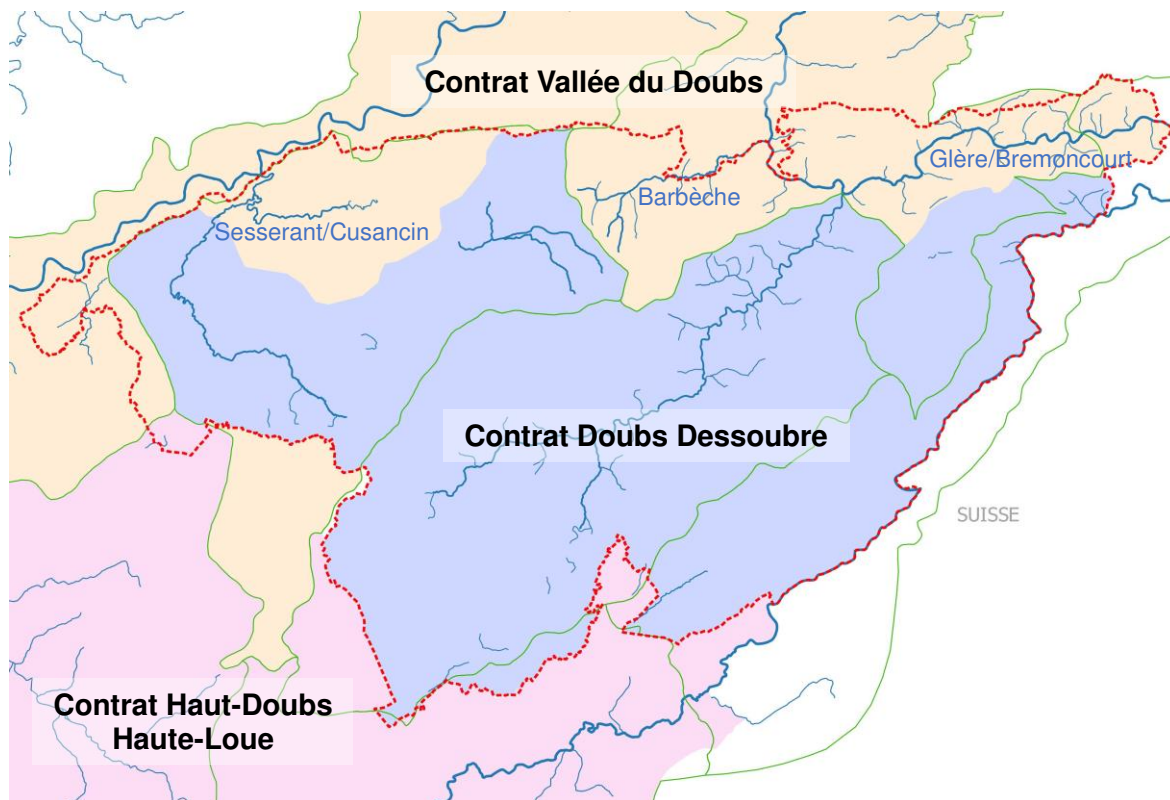 Contrat Vallée du Doubs
Glère/Bremoncourt
Barbèche
Sesserant/Cusancin
Contrat Doubs Dessoubre
SUISSE
Contrat Haut-Doubs
Haute-Loue